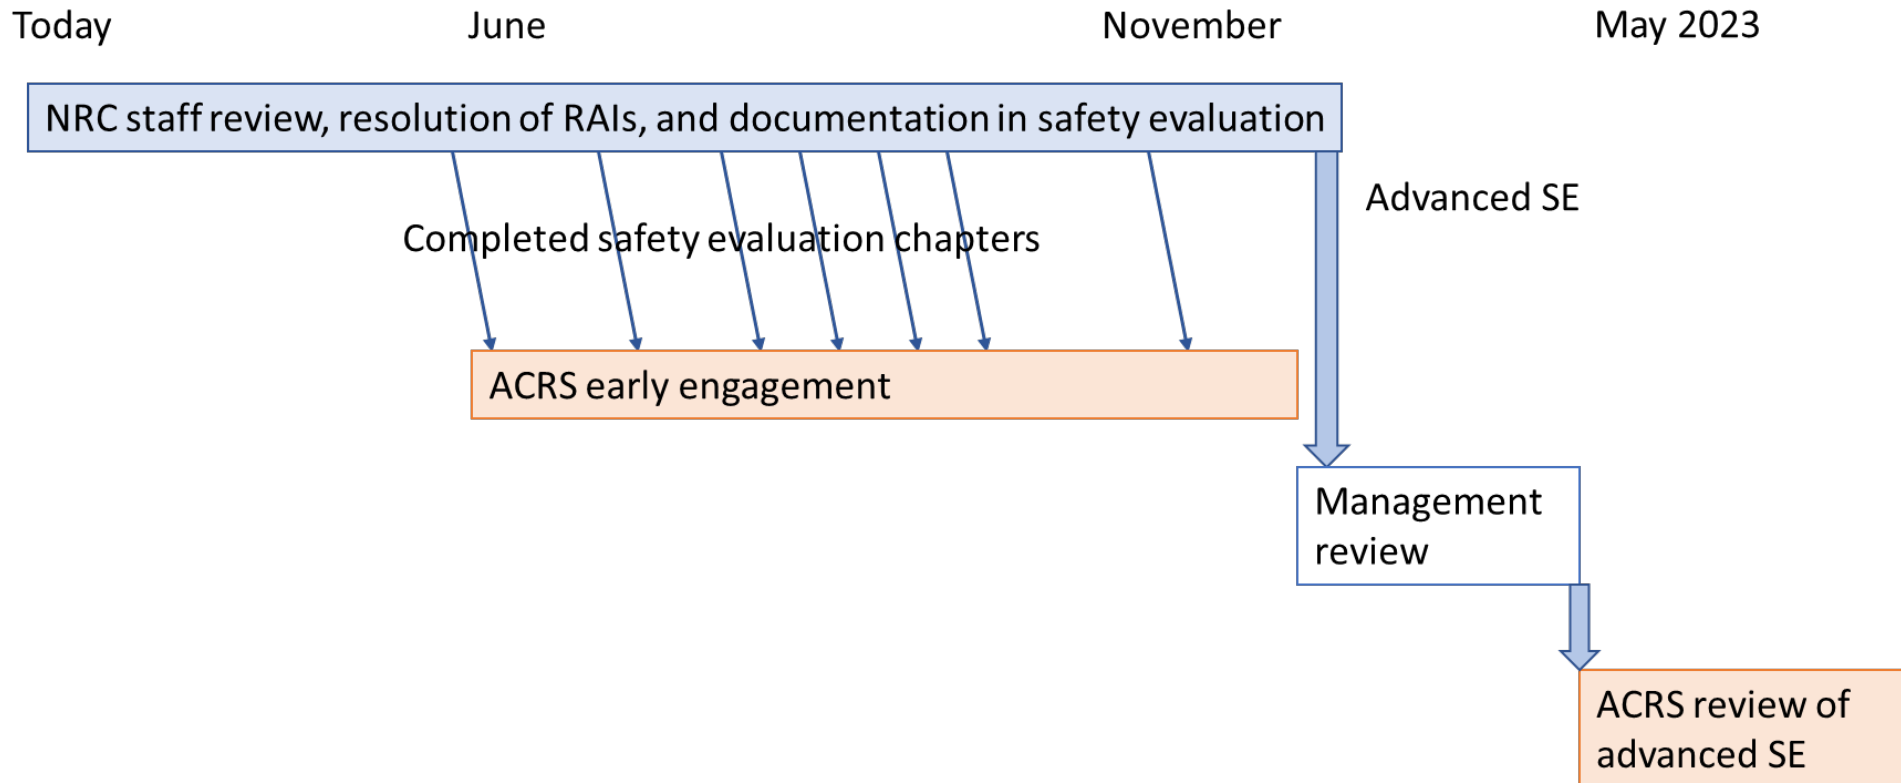 Today June November May 2023
NRC staff review, resolution of RAIs, and documentation in safety evaluation
Advanced SE
Completed safety evaluation chapters
ACRS early engagement
Management
review
ACRS review of
advanced SE